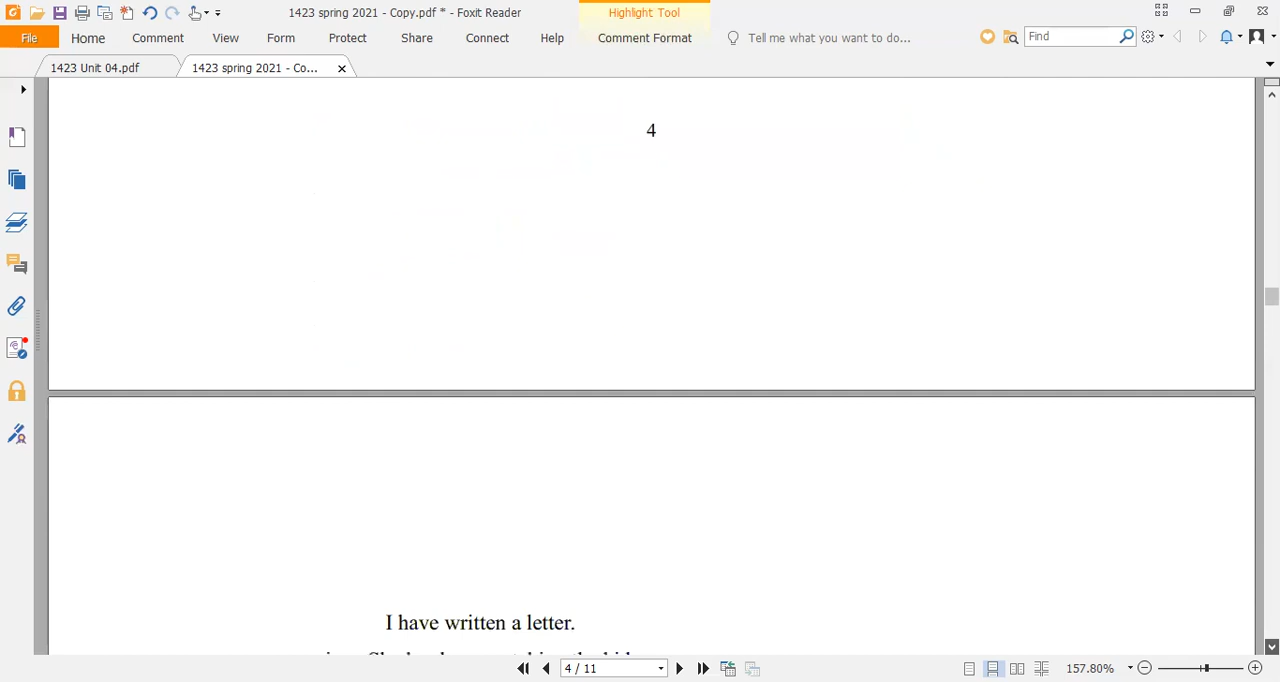 1423 spring 2021 - Copy.pdf * - Foxit Reader
Highlight Tool
File
Home
Comment
View
Form
Protect
Share
Connect
Help
Comment Format
Tell me what you want to do...
Find
1423 Unit 04.pdf
1423 spring 2021 - Co...
4
I have written a letter.
4 / 11
157.80%